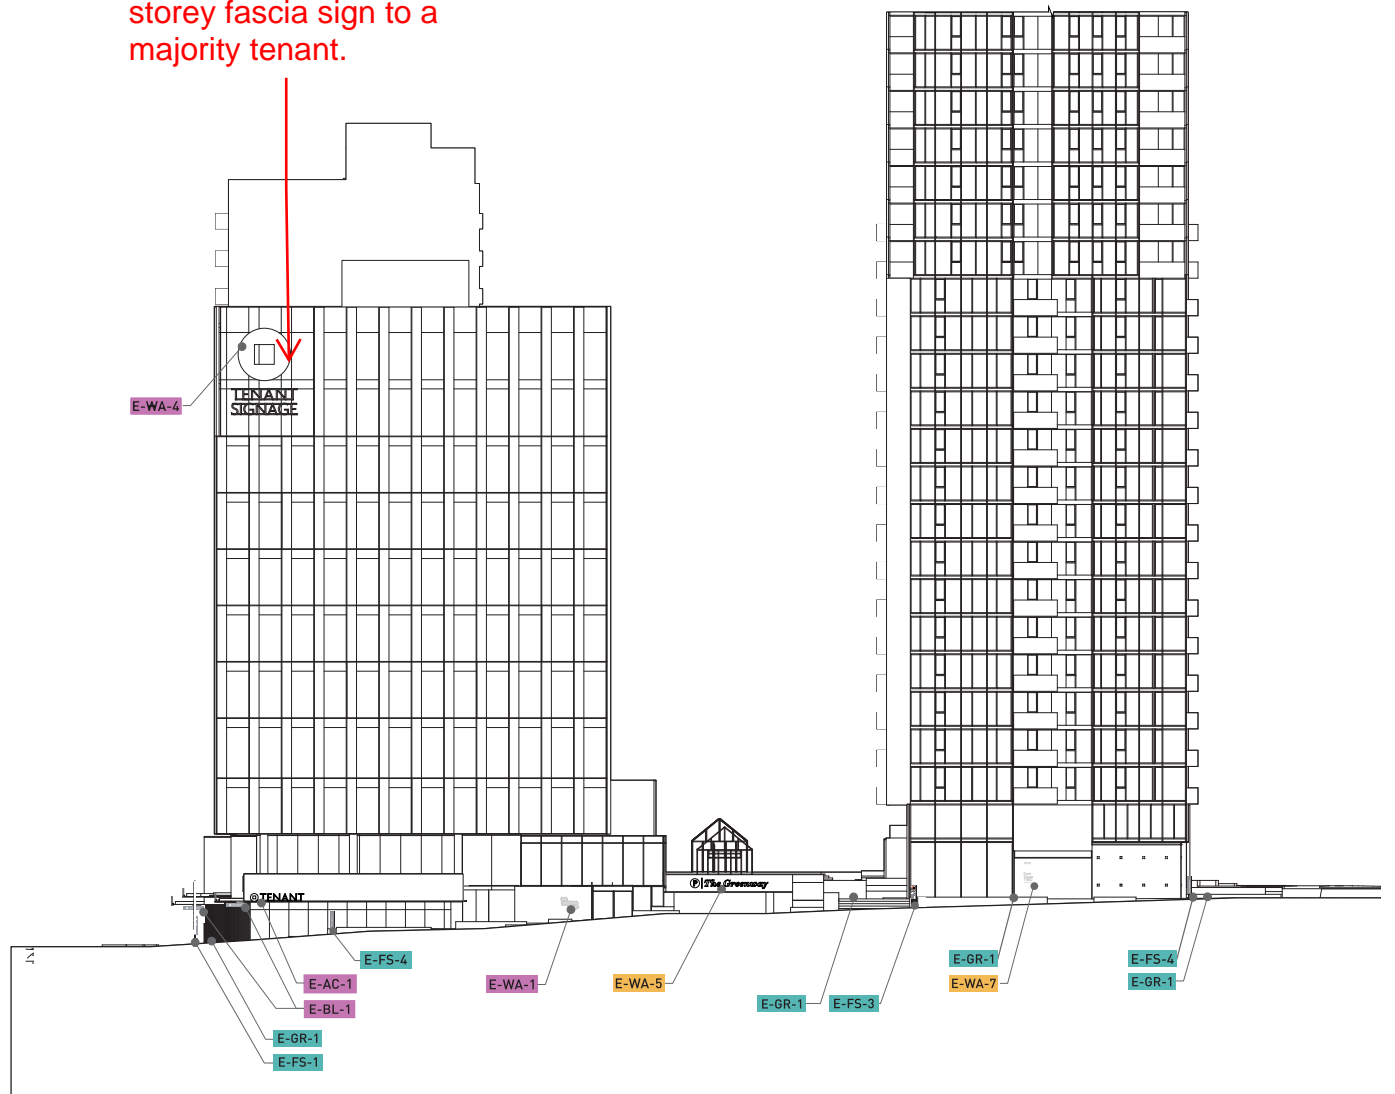 storey fascia sign to a
majority tenant.
E-WA-4
TENANT
SIGNAGE
TENANT
The Greenway
E-FS-4
E-AC-1
E-BL-1
E-GR-1
E-FS-1
E-WA-1
E-WA-5
E-GR-1
E-FS-3
E-GR-1
E-WA-7
E-FS-4
E-GR-1